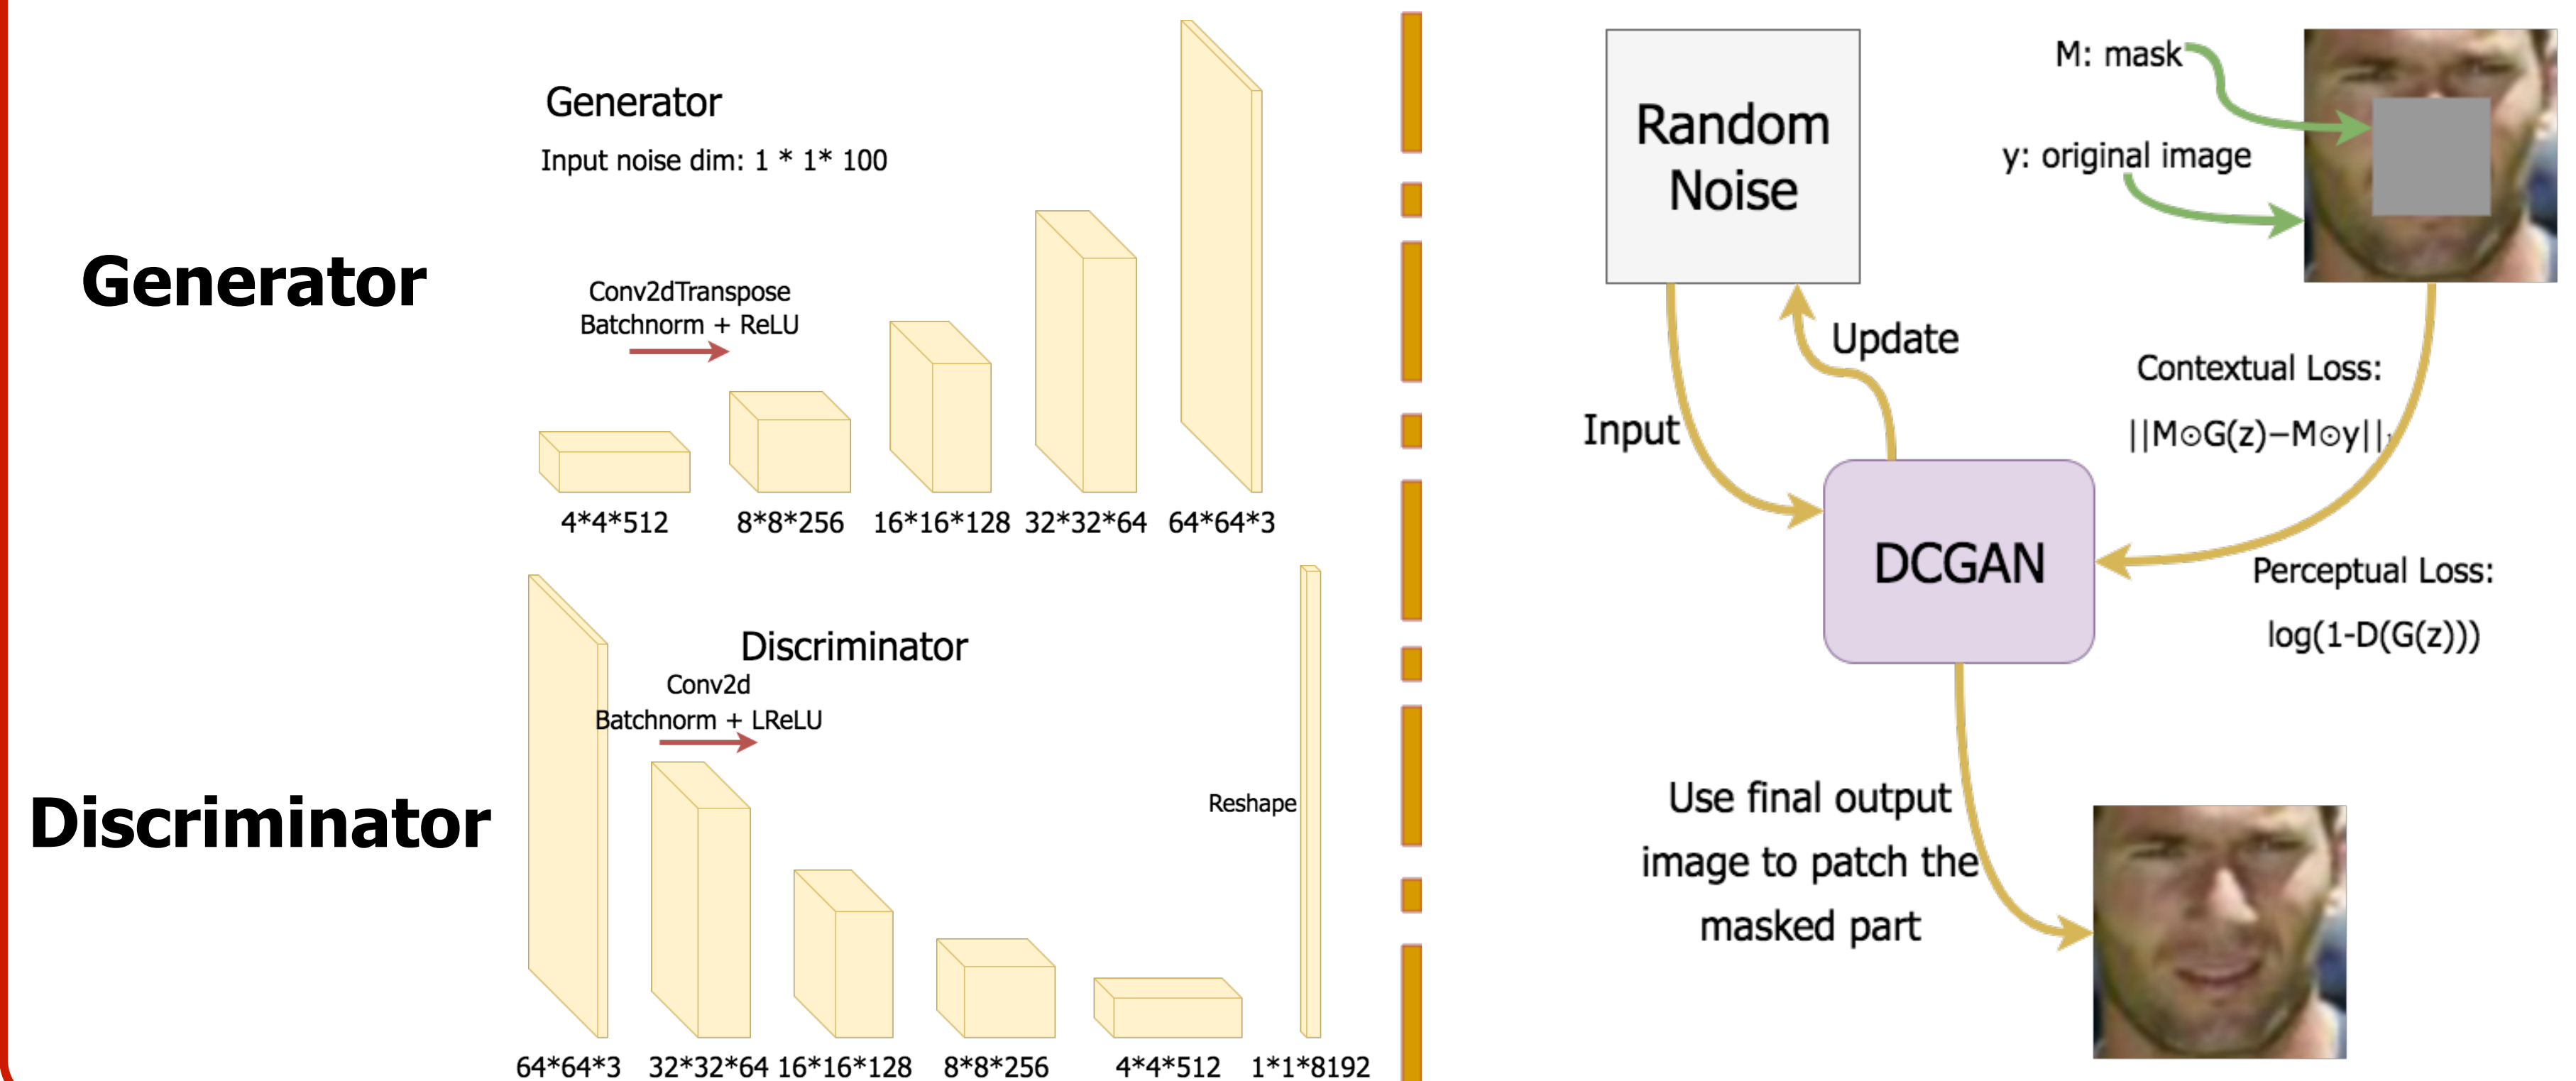 Generator
Generator
Input noise dim: 1 * 1* 100
Conv2dTranspose
Batchnorm + ReLU
4*4*512
8*8*256
16*16*128
32*32*64
64*64*3
Discriminator
Discriminator
Conv2d
Batchnorm + LReLU
Reshape
64*64*3
32*32*64
16*16*128
8*8*256
4*4*512
1*1*8192
Random
Noise
M: mask
y: original image
Update
Input
Contextual Loss:
||M⊙G(z)−M⊙y||₁
DCGAN
Perceptual Loss:
log(1-D(G(z)))
Use final output
image to patch the
masked part